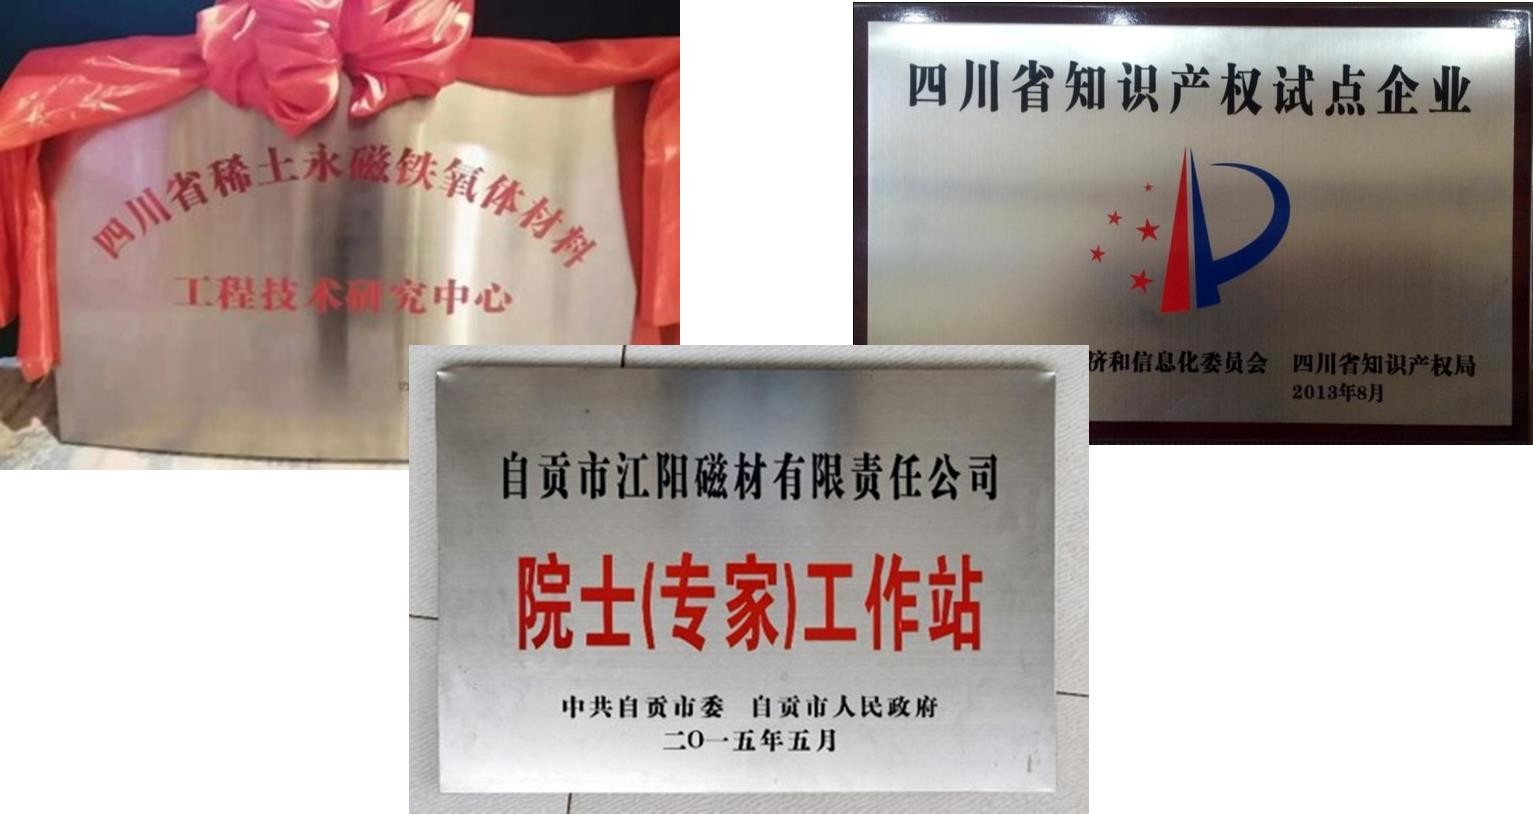 四川省稀土永磁铁氧体材料
工程技术研究中心
四川省知识产权试点企业
济和信息化委员会 四川省知识产权局
2013年8月
自贡市江阳磁材有限责任公司
院士(专家)工作站
中共自贡市委 自贡市人民政府
二〇一五年五月